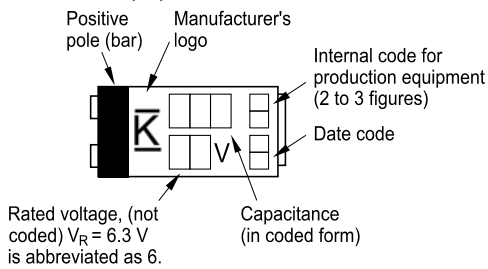 Positive
pole (bar)
Manufacturer's
logo
Internal code for
production equipment
(2 to 3 figures)
Date code
K
V
Rated voltage, (not
coded) VR = 6.3 V
is abbreviated as 6.
Capacitance
(in coded form)